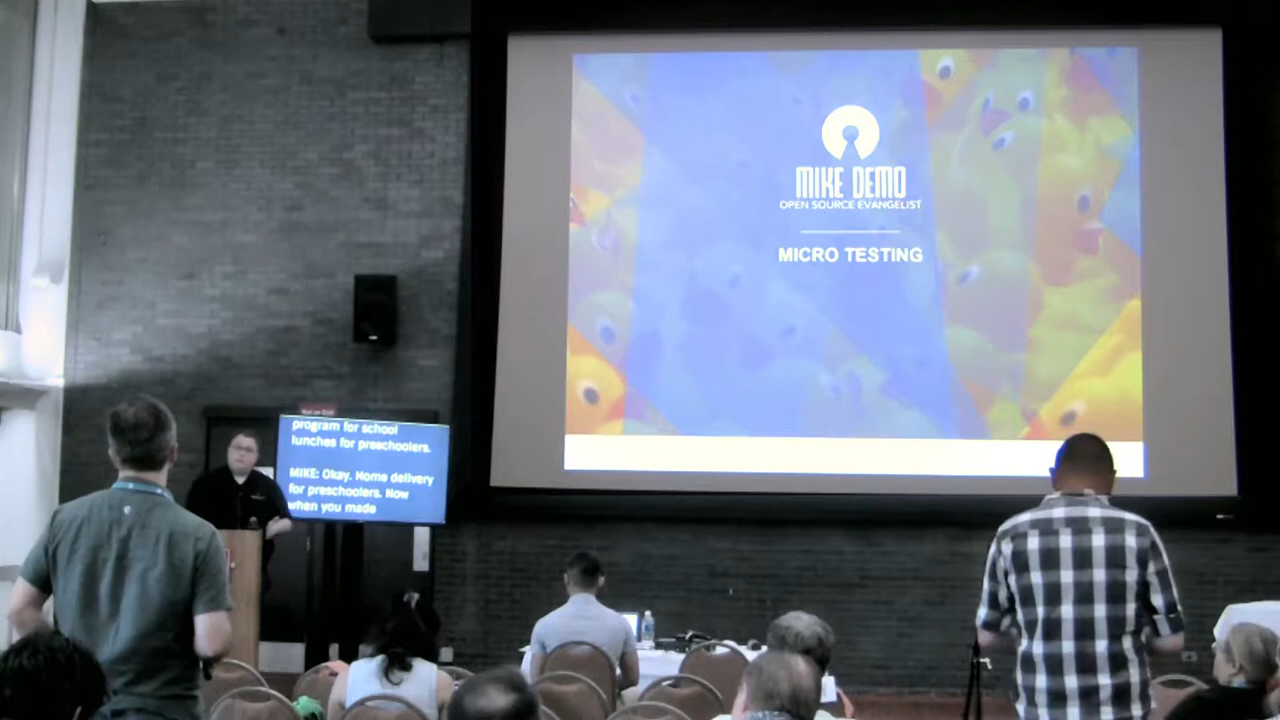 MIKE DEMO
OPEN SOURCE EVANGELIST
MICRO TESTING
program for school
lunches for preschoolers.
MIKE: Okay. Home delivery
for preschoolers. Now
when you made